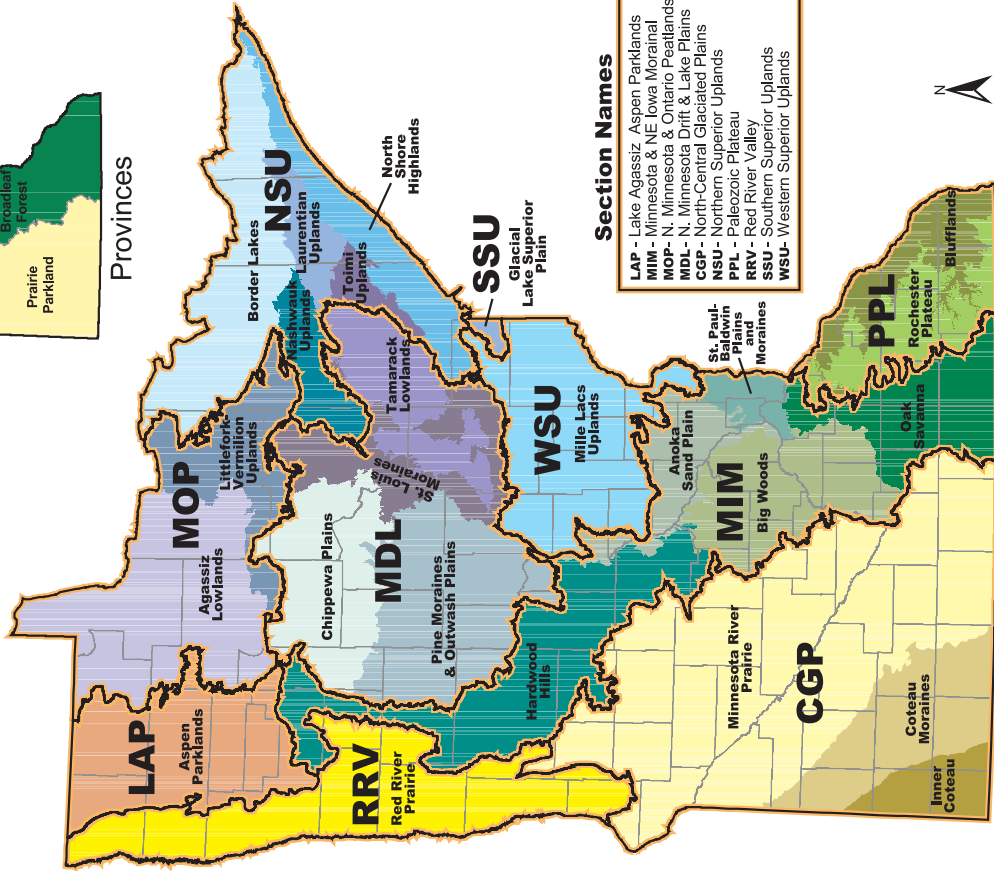 Broadleaf
Forest
Prairie
Parkland
Provinces
NSU
Border Lakes
Laurentian
Uplands
North
Shore
Highlands
Toimi
Uplands
Nashwauk
Uplands
SSU
Glacial
Lake Superior
Plain
MOP
Littlefork
Vermilion
Uplands
Agassiz
Lowlands
Tamarack
Lowlands
St. Louis
Moraines
MDL
Chippewa Plains
Pine Moraines
& Outwash Plains
WSU
Mille Lacs
Uplands
LAP
Aspen
Parklands
RRV
Red River
Prairie
Hardwood
Hills
MIM
Anoka
Sand Plain
Big Woods
St. Paul-
Baldwin
Plains
and
Moraines
Oak
Savanna
PPL
Rochester
Plateau
Blufflands
CGP
Minnesota River
Prairie
Coteau
Moraines
Inner
Coteau
Section Names
LAP - Lake Agassiz Aspen Parklands
MIM - Minnesota & NE Iowa Morainal
MOP- N. Minnesota & Ontario Peatlands
MDL - N. Minnesota Drift & Lake Plains
CGP - North-Central Glaciated Plains
NSU - Northern Superior Uplands
PPL - Paleozoic Plateau
RRV - Red River Valley
SSU - Southern Superior Uplands
WSU- Western Superior Uplands
N